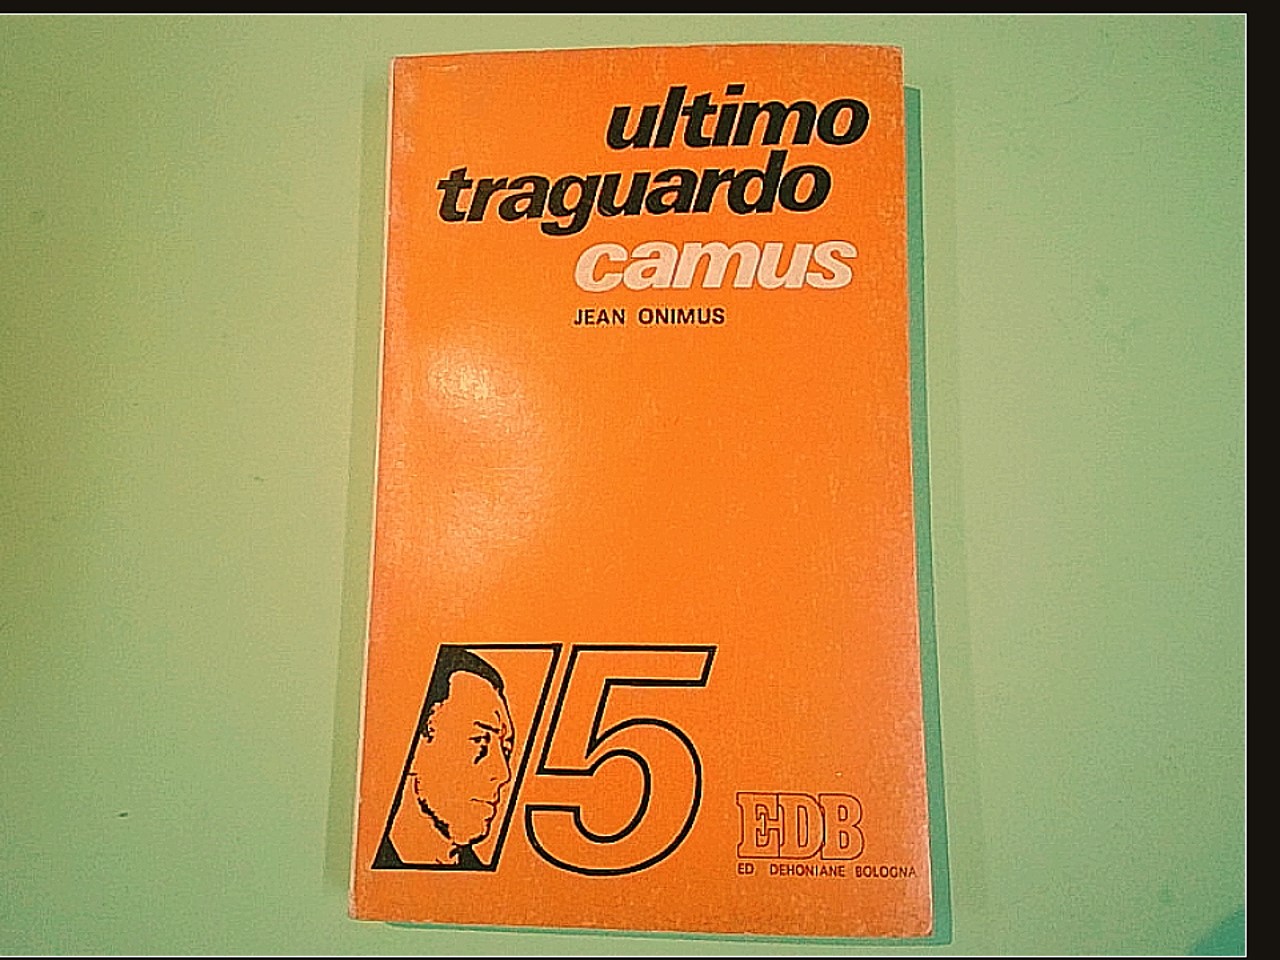 ultimo
traguardo
camus
JEAN ONIMUS
5
EDB
ED DEHONIANE BOLOGNA